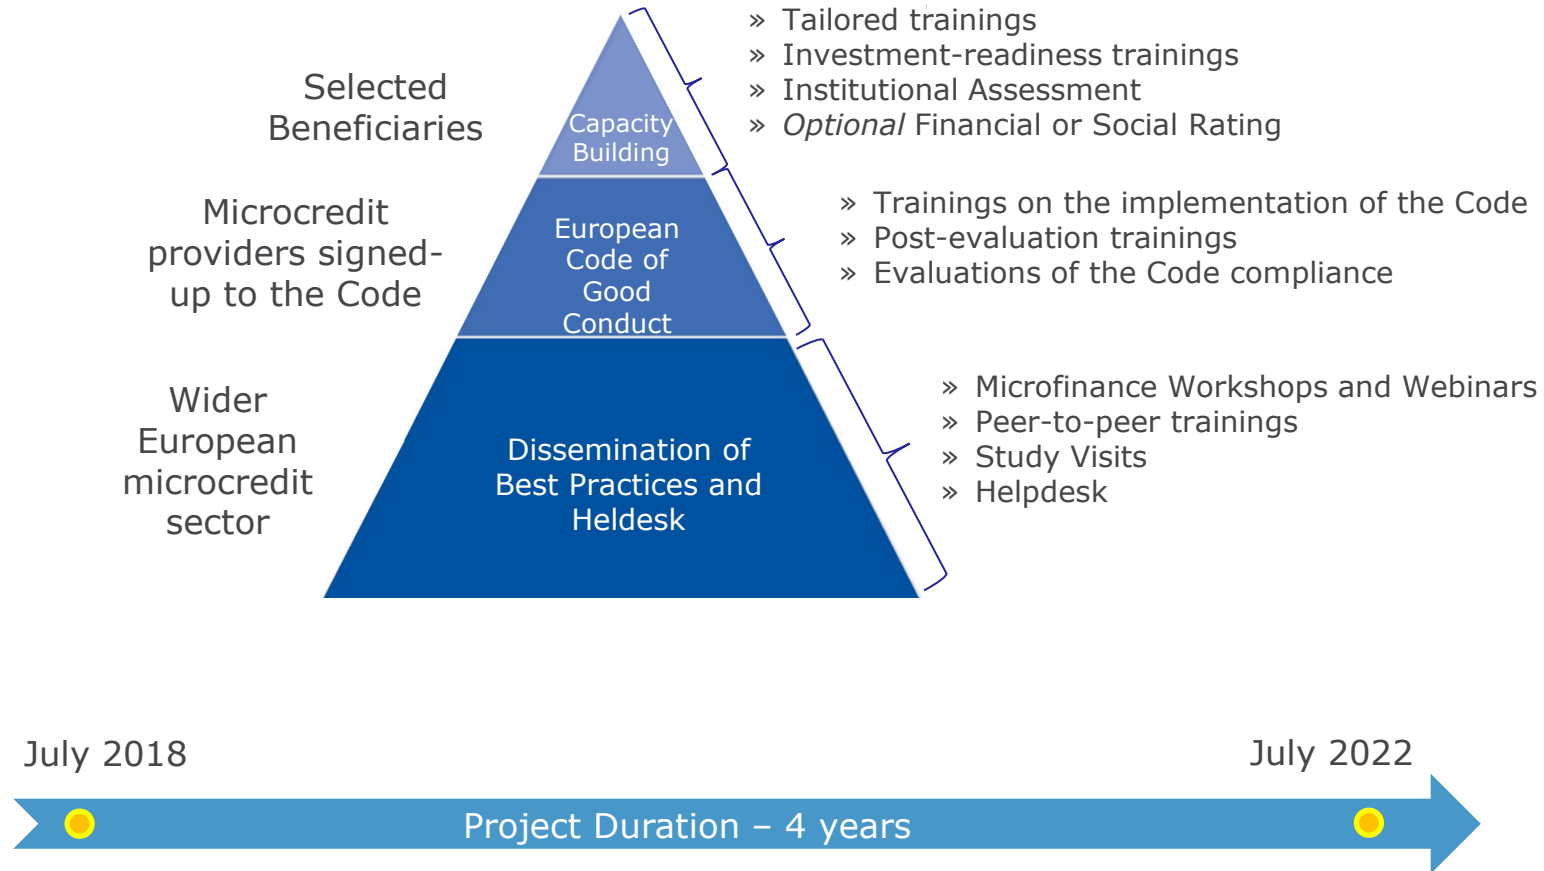 Selected
Beneficiaries
Capacity
Building
» Tailored trainings
» Investment-readiness trainings
» Institutional Assessment
» Optional Financial or Social Rating
Microcredit
providers signed-
up to the Code
European
Code of
Good
Conduct
» Trainings on the implementation of the Code
» Post-evaluation trainings
» Evaluations of the Code compliance
Wider
European
microcredit
sector
Dissemination of
Best Practices and
Heldesk
» Microfinance Workshops and Webinars
» Peer-to-peer trainings
» Study Visits
» Helpdesk
July 2018
July 2022
Project Duration – 4 years